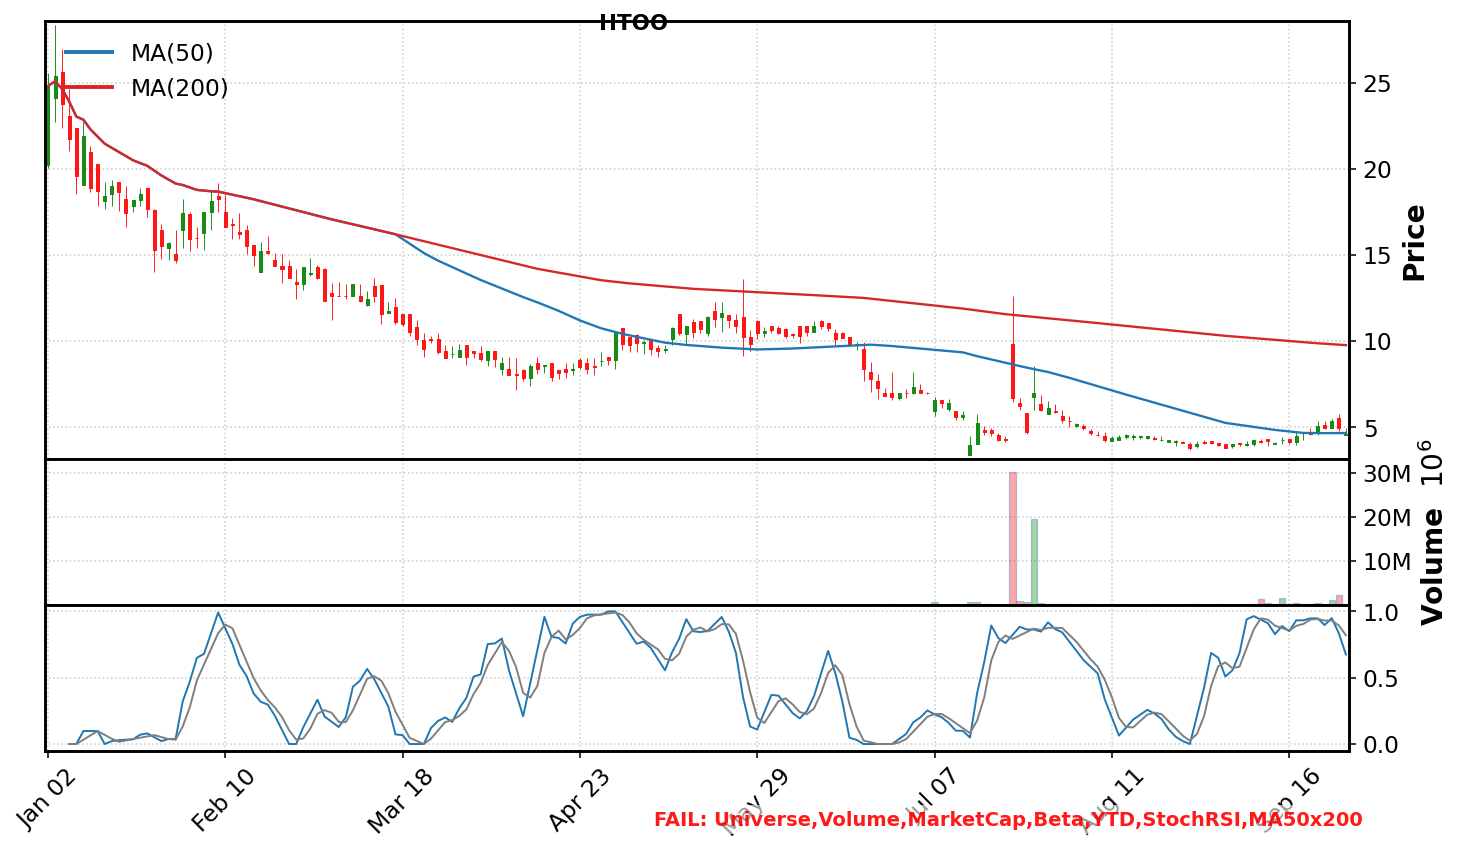 HTOO
MA(50)
MA(200)
25
20
15
10
5
Price
30M
20M
10M
Volume 10^6
1.0
0.5
0.0
Jan 02
Feb 10
Mar 18
Apr 23
May 29
Jul 07
Aug 11
Sep 16
FAIL: Universe,Volume,MarketCap,Beta,YTD,StochRSI,MA50x200